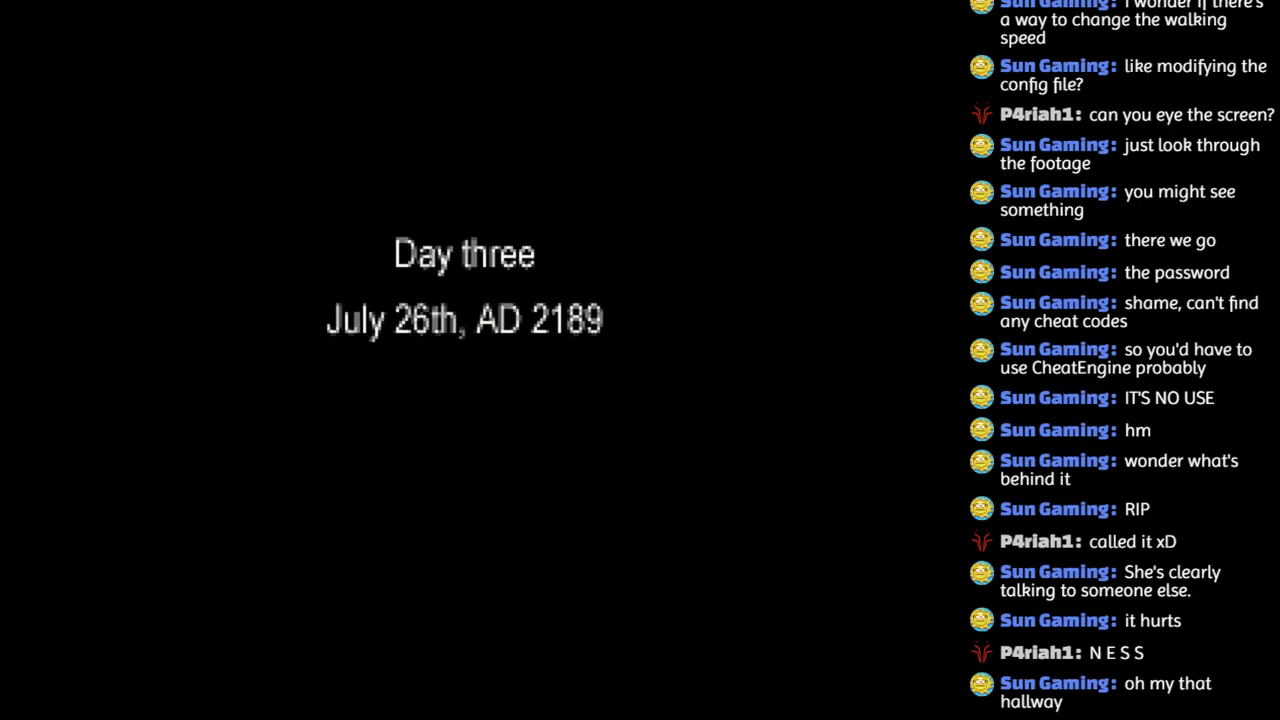 Day three
July 26th, AD 2189
Sun Gaming: I wonder if there's
a way to change the walking
speed
Sun Gaming: like modifying the
config file?
P4riah1: can you eye the screen?
Sun Gaming: just look through
the footage
Sun Gaming: you might see
something
Sun Gaming: there we go
Sun Gaming: the password
Sun Gaming: shame, can't find
any cheat codes
Sun Gaming: so you'd have to
use CheatEngine probably
Sun Gaming: IT'S NO USE
Sun Gaming: hm
Sun Gaming: wonder what's
behind it
Sun Gaming: RIP
P4riah1: called it xD
Sun Gaming: She's clearly
talking to someone else.
Sun Gaming: it hurts
P4riah1: N E S S
Sun Gaming: oh my that
hallway